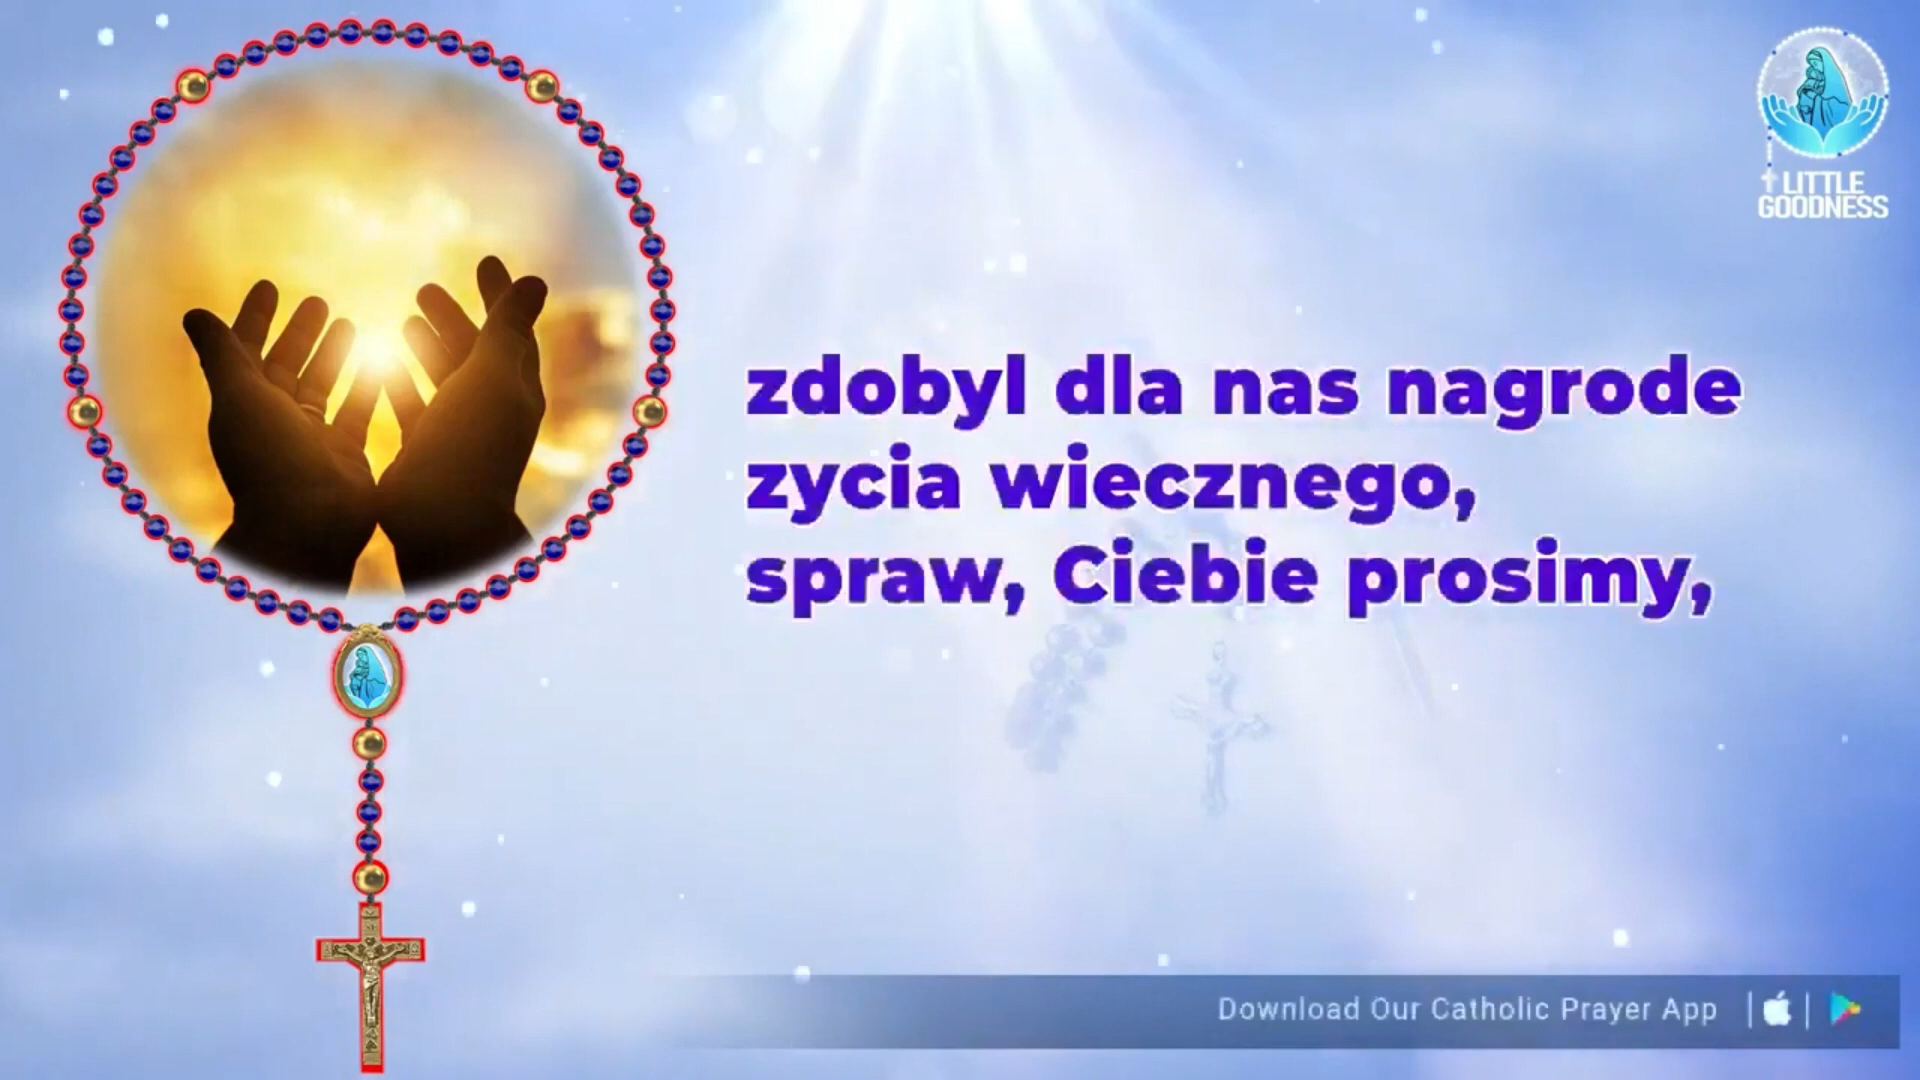 LITTLE
GOODNESS
zdobyl dla nas nagrode
zycia wiecznego,
spraw, Ciebie prosimy,
Download Our Catholic Prayer App